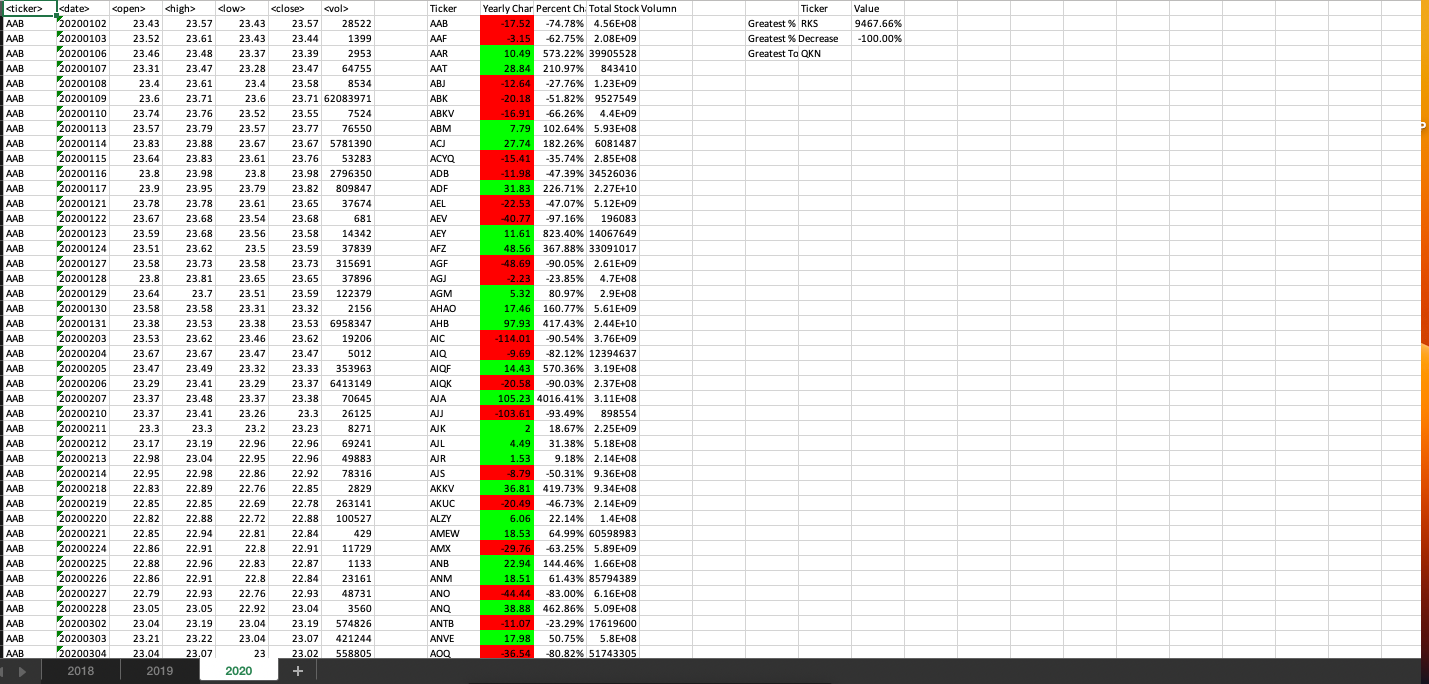 <ticker> <date> <open> <high> <low> <close> <vol> Ticker Yearly Char Percent Ch Total Stock Volumn Ticker Value
AAB 20200102 23.43 23.57 23.43 23.57 28522 AAB -17.52 -74.78% 4.56E+08 Greatest % RKS 9467.66%
AAB 20200103 23.52 23.61 23.43 23.44 1399 AAF -3.15 -62.75% 2.08E+09 Greatest % Decrease -100.00%
AAB 20200106 23.46 23.48 23.37 23.39 2953 AAR 10.49 573.22% 39905528 Greatest To QKN
AAB 20200107 23.31 23.47 23.28 23.47 64755 AAT 28.84 210.97% 843410
AAB 20200108 23.4 23.61 23.4 23.58 8534 ABJ -12.64 -27.76% 1.23E+09
AAB 20200109 23.6 23.71 23.6 23.71 62083971 ABK -20.18 -51.82% 9527549
AAB 20200110 23.74 23.76 23.52 23.55 7524 ABKV -16.91 -66.26% 4.4E+09
AAB 20200113 23.57 23.79 23.57 23.77 76550 ABM 7.79 102.64% 5.93E+08
AAB 20200114 23.83 23.88 23.67 23.67 5781390 ACJ 27.74 182.26% 6081487
AAB 20200115 23.64 23.83 23.61 23.76 53283 ACYQ -15.41 -35.74% 2.85E+08
AAB 20200116 23.8 23.98 23.8 23.98 2796350 ADB -11.98 -47.39% 34526036
AAB 20200117 23.9 23.95 23.79 23.82 809847 ADF 31.83 226.71% 2.27E+10
AAB 20200121 23.78 23.78 23.61 23.65 37674 AEL -22.53 -47.07% 5.12E+09
AAB 20200122 23.67 23.68 23.54 23.68 681 AEV -40.77 -97.16% 196083
AAB 20200123 23.59 23.68 23.56 23.58 14342 AEY 11.61 823.40% 14067649
AAB 20200124 23.51 23.62 23.5 23.59 37839 AFZ 48.56 367.88% 33091017
AAB 20200127 23.58 23.73 23.58 23.73 315691 AGF -48.69 -90.05% 2.61E+09
AAB 20200128 23.8 23.81 23.65 23.65 37896 AGJ -2.23 -23.85% 4.7E+08
AAB 20200129 23.64 23.7 23.51 23.59 122379 AGM 5.32 80.97% 2.9E+08
AAB 20200130 23.58 23.58 23.31 23.32 2156 AHAO 17.46 160.77% 5.61E+09
AAB 20200131 23.38 23.53 23.38 23.53 6958347 AHB 97.93 417.43% 2.44E+10
AAB 20200203 23.53 23.62 23.46 23.62 19206 AIC -114.01 -90.54% 3.76E+09
AAB 20200204 23.67 23.67 23.47 23.47 5012 AIQ -9.69 -82.12% 12394637
AAB 20200205 23.47 23.49 23.32 23.33 353963 AIQF 14.43 570.36% 3.19E+08
AAB 20200206 23.29 23.41 23.29 23.37 6413149 AIQK -20.58 -90.03% 2.37E+08
AAB 20200207 23.37 23.48 23.37 23.38 70645 AJA 105.23 4016.41% 3.11E+08
AAB 20200210 23.37 23.41 23.26 23.3 26125 AJJ -103.61 -93.49% 898554
AAB 20200211 23.3 23.3 23.2 23.23 8271 AJK 2 18.67% 2.25E+09
AAB 20200212 23.17 23.19 22.96 22.96 69241 AJL 4.49 31.38% 5.18E+08
AAB 20200213 22.98 23.04 22.95 22.96 49883 AJR 1.53 9.18% 2.14E+08
AAB 20200214 22.95 22.98 22.86 22.92 78316 AJS -8.79 -50.31% 9.36E+08
AAB 20200218 22.83 22.89 22.76 22.85 2829 AKKV 36.81 419.73% 9.34E+08
AAB 20200219 22.85 22.85 22.69 22.78 263141 AKUC -20.49 -46.73% 2.14E+09
AAB 20200220 22.82 22.88 22.72 22.88 100527 ALZY 6.06 22.14% 1.4E+08
AAB 20200221 22.85 22.94 22.81 22.84 429 AMEW 18.53 64.99% 60598983
AAB 20200224 22.86 22.91 22.8 22.91 11729 AMX -29.76 -63.25% 5.89E+09
AAB 20200225 22.88 22.96 22.83 22.87 1133 ANB 22.94 144.46% 1.66E+08
AAB 20200226 22.86 22.91 22.8 22.84 23161 ANM 18.51 61.43% 85794389
AAB 20200227 22.79 22.93 22.76 22.93 48731 ANO -44.44 -83.00% 6.16E+08
AAB 20200228 23.05 23.05 22.92 23.04 3560 ANQ 38.88 462.86% 5.09E+08
AAB 20200302 23.04 23.19 23.04 23.19 574826 ANTB -11.07 -23.29% 17619600
AAB 20200303 23.21 23.22 23.04 23.07 421244 ANVE 17.98 50.75% 5.8E+08
AAB 20200304 23.04 23.07 23 23.02 558805 AOQ -36.54 -80.82% 51743305
2018 2019 2020 +